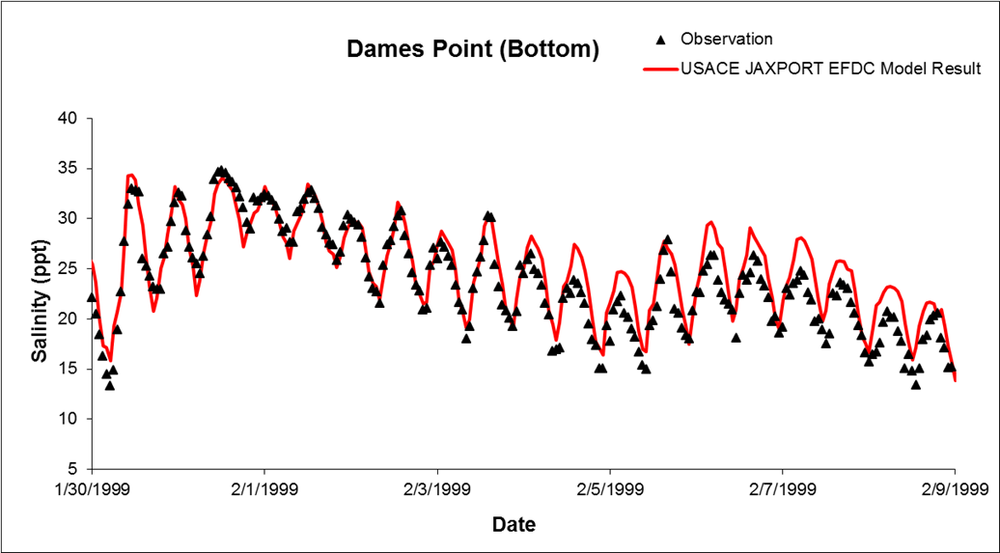 Dames Point (Bottom)
Observation
USACE JAXPORT EFDC Model Result
Salinity (ppt)
40
35
30
25
20
15
10
5
1/30/1999
2/1/1999
2/3/1999
2/5/1999
2/7/1999
2/9/1999
Date